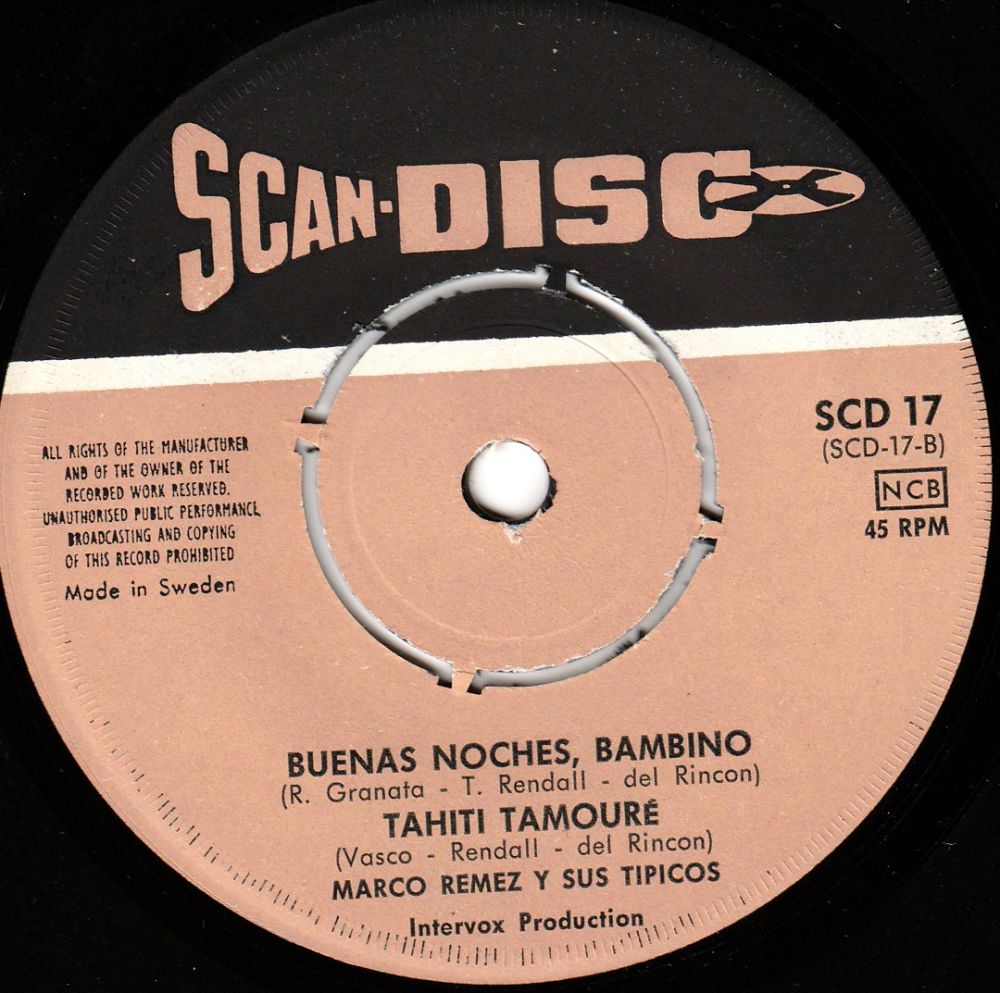 SCAN-DISC
SCD 17
(SCD-17-B)
NCB
45 RPM
ALL RIGHTS OF THE MANUFACTURER
AND OF THE OWNER OF THE
RECORDED WORK RESERVED.
UNAUTHORISED PUBLIC PERFORMANCE,
BROADCASTING AND COPYING
OF THIS RECORD PROHIBITED
Made in Sweden
BUENAS NOCHES, BAMBINO
(R. Granata - T. Rendall - del Rincon)
TAHITI TAMOURÉ
(Vasco - Rendall - del Rincon)
MARCO REMEZ Y SUS TIPICOS
Intervox Production